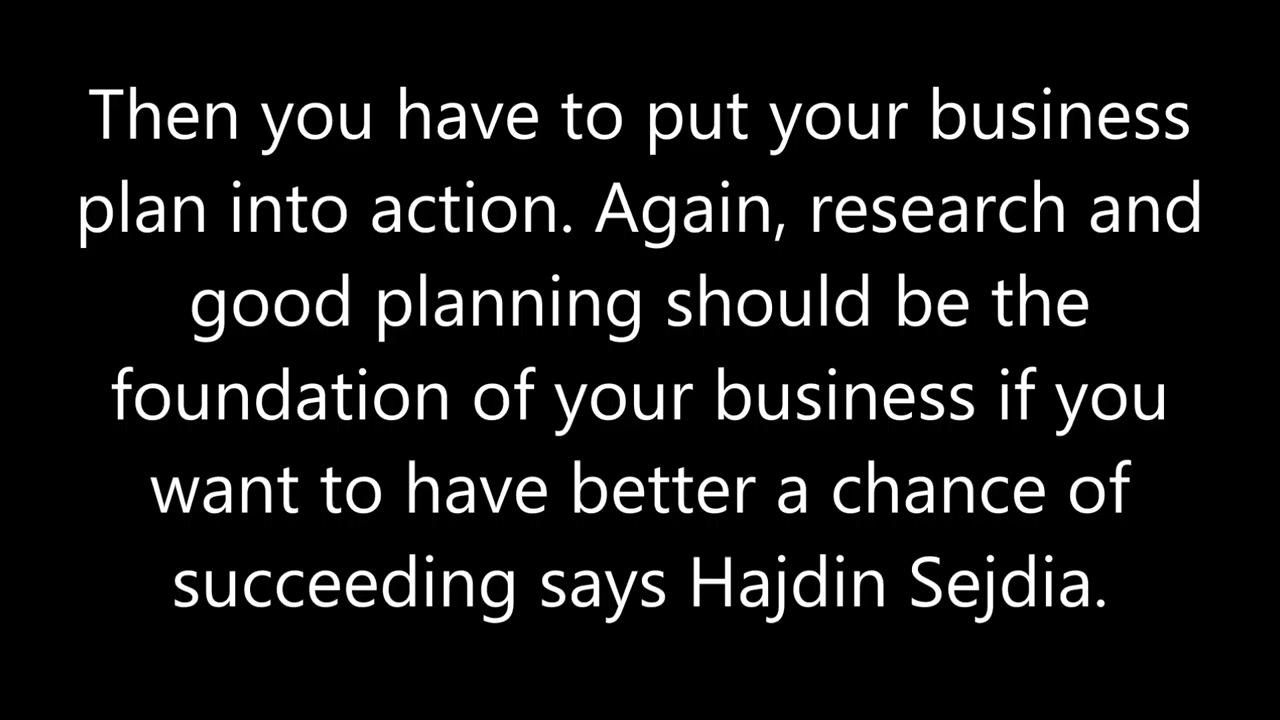 Then you have to put your business
plan into action. Again, research and
good planning should be the
foundation of your business if you
want to have better a chance of
succeeding says Hajdin Sejdia.